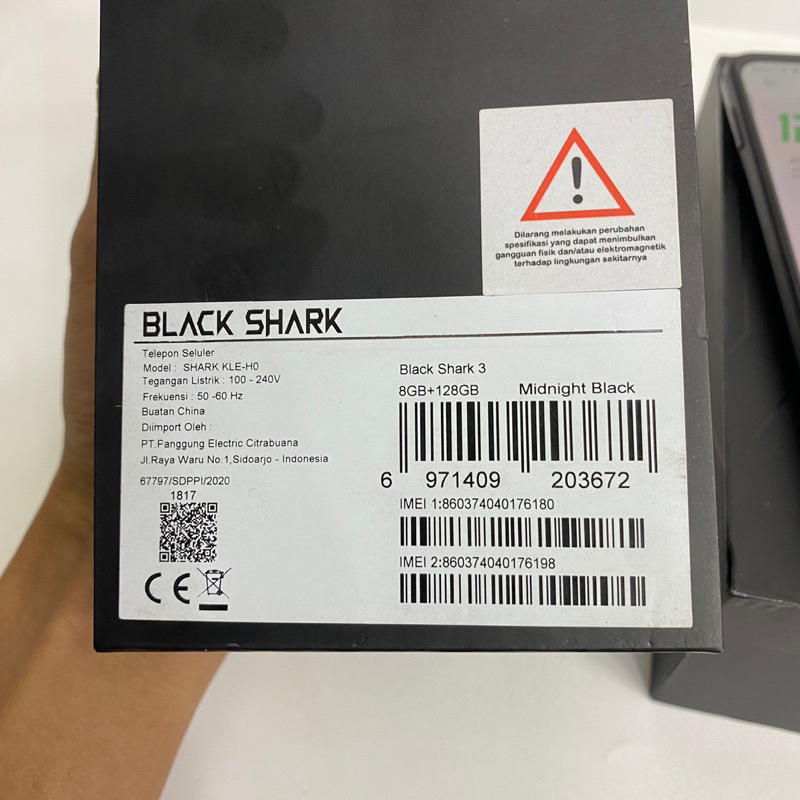 Dilarang melakukan perubahan
spesifikasi yang dapat menimbulkan
gangguan fisik dan/atau elektromagnetik
terhadap lingkungan sekitarnya
BLACK SHARK
Telepon Seluler
Model : SHARK KLE-H0
Tegangan Listrik : 100 - 240V
Frekuensi : 50 -60 Hz
Buatan China
Diimport Oleh :
PT.Fanggung Electric Citrabuana
Jl.Raya Waru No.1,Sidoarjo - Indonesia
67797/SDPPI/2020
1817
CE
Black Shark 3
8GB+128GB Midnight Black
6 971409 203672
IMEI 1:860374040176180
IMEI 2:860374040176198